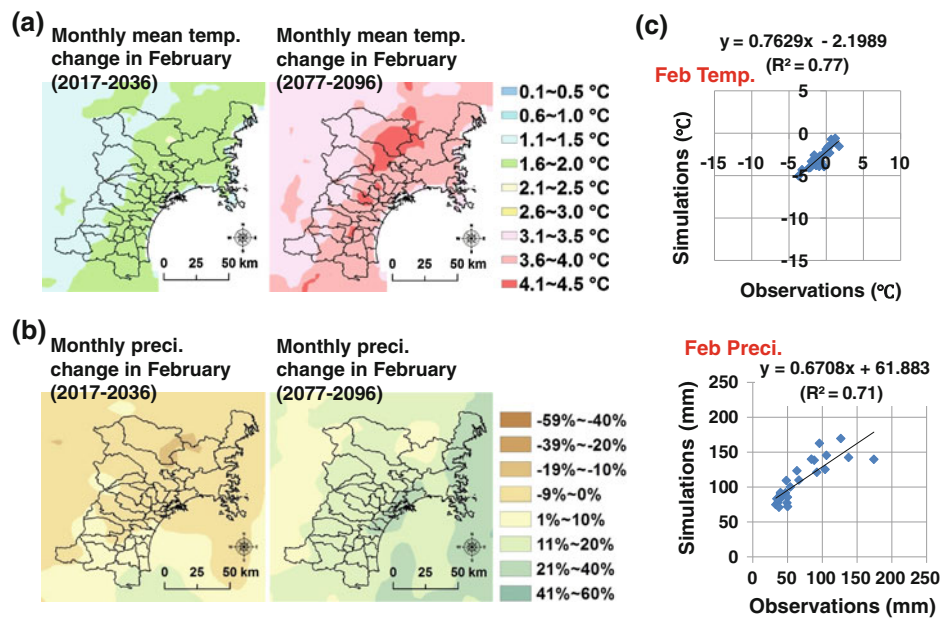 (a)
Monthly mean temp.
change in February
(2017-2036)
Monthly mean temp.
change in February
(2077-2096)
0.1~0.5 °C
0.6~1.0 °C
1.1~1.5 °C
1.6~2.0 °C
2.1~2.5 °C
2.6~3.0 °C
3.1~3.5 °C
3.6~4.0 °C
4.1~4.5 °C
0 25 50 km
0 25 50 km
(b)
Monthly preci.
change in February
(2017-2036)
Monthly preci.
change in February
(2077-2096)
-59%~-40%
-39%~-20%
-19%~-10%
-9%~0%
1%~10%
11%~20%
21%~40%
41%~60%
0 25 50 km
0 25 50 km
(c)
y = 0.7629x - 2.1989
(R² = 0.77)
Feb Temp.
Simulations (℃)
5
0
-5
-10
-15
-15 -10 -5 0 5 10
Observations (℃)
Feb Preci.
y = 0.6708x + 61.883
(R² = 0.71)
Simulations (mm)
250
200
150
100
50
0
0 50 100 150 200 250
Observations (mm)